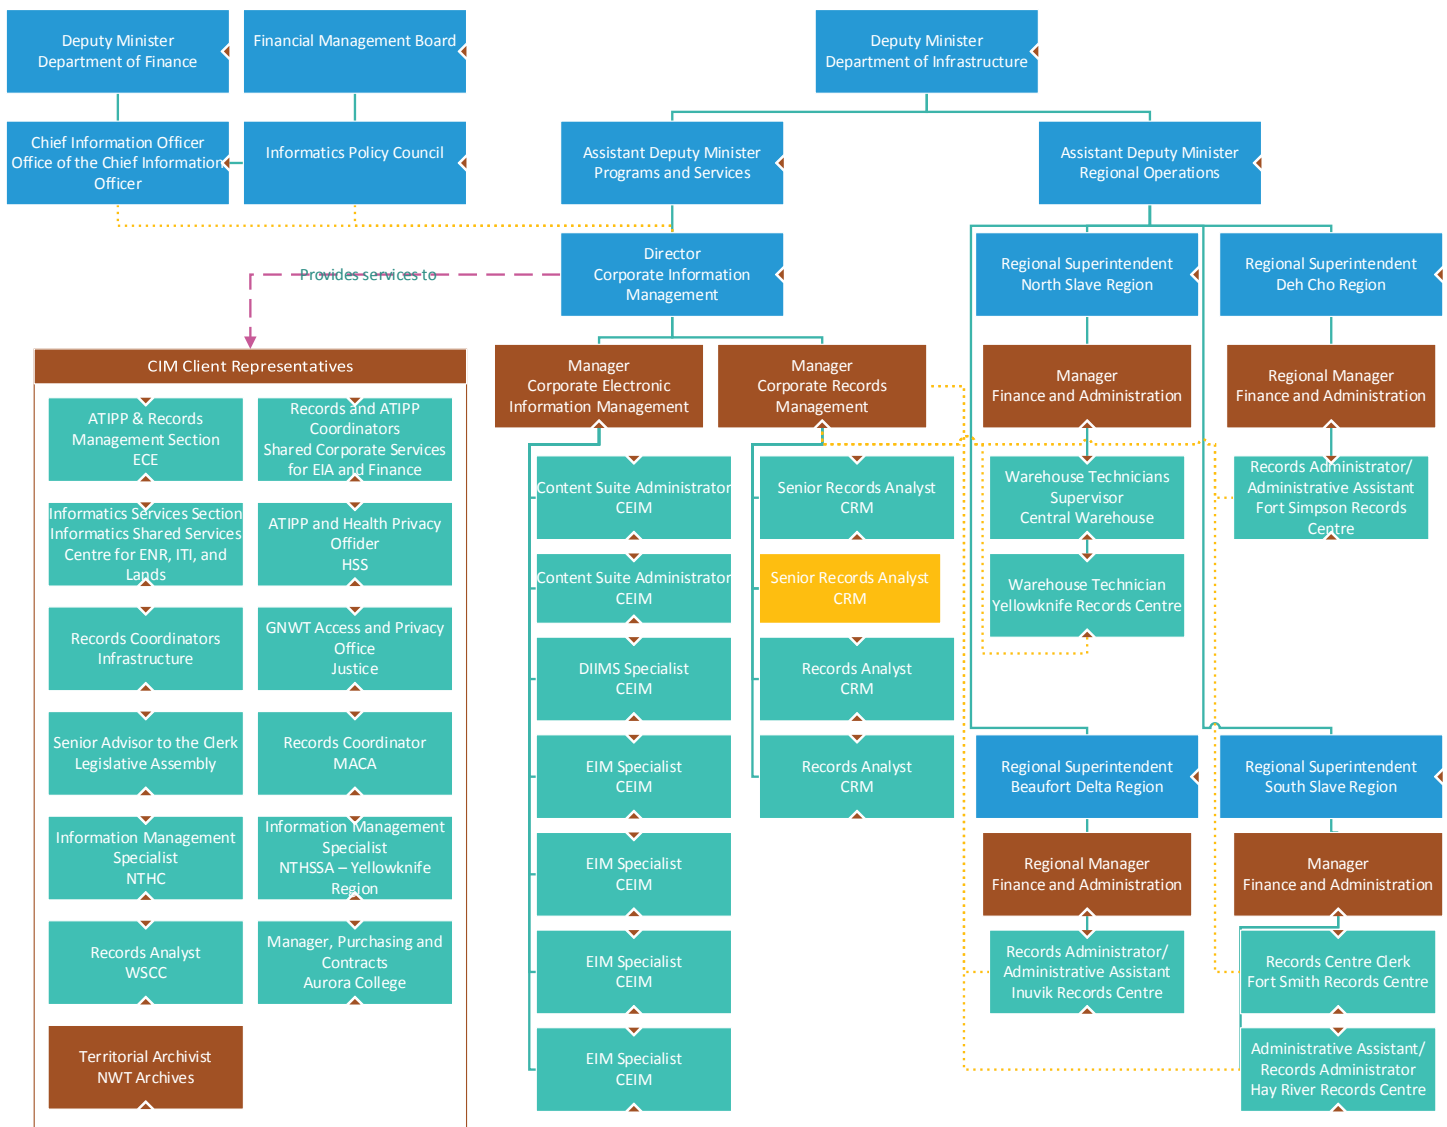 Deputy Minister
Department of Finance
Financial Management Board
Deputy Minister
Department of Infrastructure
Chief Information Officer
Office of the Chief Information
Officer
Informatics Policy Council
Assistant Deputy Minister
Programs and Services
Assistant Deputy Minister
Regional Operations
Director
Corporate Information
Management
Regional Superintendent
North Slave Region
Regional Superintendent
Deh Cho Region
Provides services to
CIM Client Representatives
ATIPP & Records
Management Section
ECE
Records and ATIPP
Coordinators
Shared Corporate Services
for EIA and Finance
Informatics Services Section
Informatics Shared Services
Centre for ENR, ITI, and
Lands
ATIPP and Health Privacy
Offider
HSS
Records Coordinators
Infrastructure
GNWT Access and Privacy
Office
Justice
Senior Advisor to the Clerk
Legislative Assembly
Records Coordinator
MACA
Information Management
Specialist
NTHC
Information Management
Specialist
NTHSSA – Yellowknife
Region
Records Analyst
WSCC
Manager, Purchasing and
Contracts
Aurora College
Territorial Archivist
NWT Archives
Manager
Corporate Electronic
Information Management
Content Suite Administrator
CEIM
Content Suite Administrator
CEIM
DIIMS Specialist
CEIM
EIM Specialist
CEIM
EIM Specialist
CEIM
EIM Specialist
CEIM
EIM Specialist
CEIM
Manager
Corporate Records
Management
Senior Records Analyst
CRM
Senior Records Analyst
CRM
Records Analyst
CRM
Records Analyst
CRM
Manager
Finance and Administration
Warehouse Technicians
Supervisor
Central Warehouse
Warehouse Technician
Yellowknife Records Centre
Regional Manager
Finance and Administration
Records Administrator/
Administrative Assistant
Fort Simpson Records
Centre
Regional Superintendent
Beaufort Delta Region
Regional Manager
Finance and Administration
Records Administrator/
Administrative Assistant
Inuvik Records Centre
Regional Superintendent
South Slave Region
Manager
Finance and Administration
Records Centre Clerk
Fort Smith Records Centre
Administrative Assistant/
Records Administrator
Hay River Records Centre